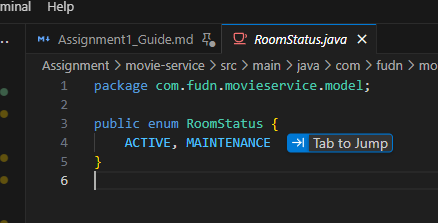 minal Help
Assignment1_Guide.md RoomStatus.java
Assignment > movie-service > src > main > java > com > fudn > mo
1 package com.fudn.movieservice.model;
2
3 public enum RoomStatus {
4 ACTIVE, MAINTENANCE Tab to Jump
5 }
6